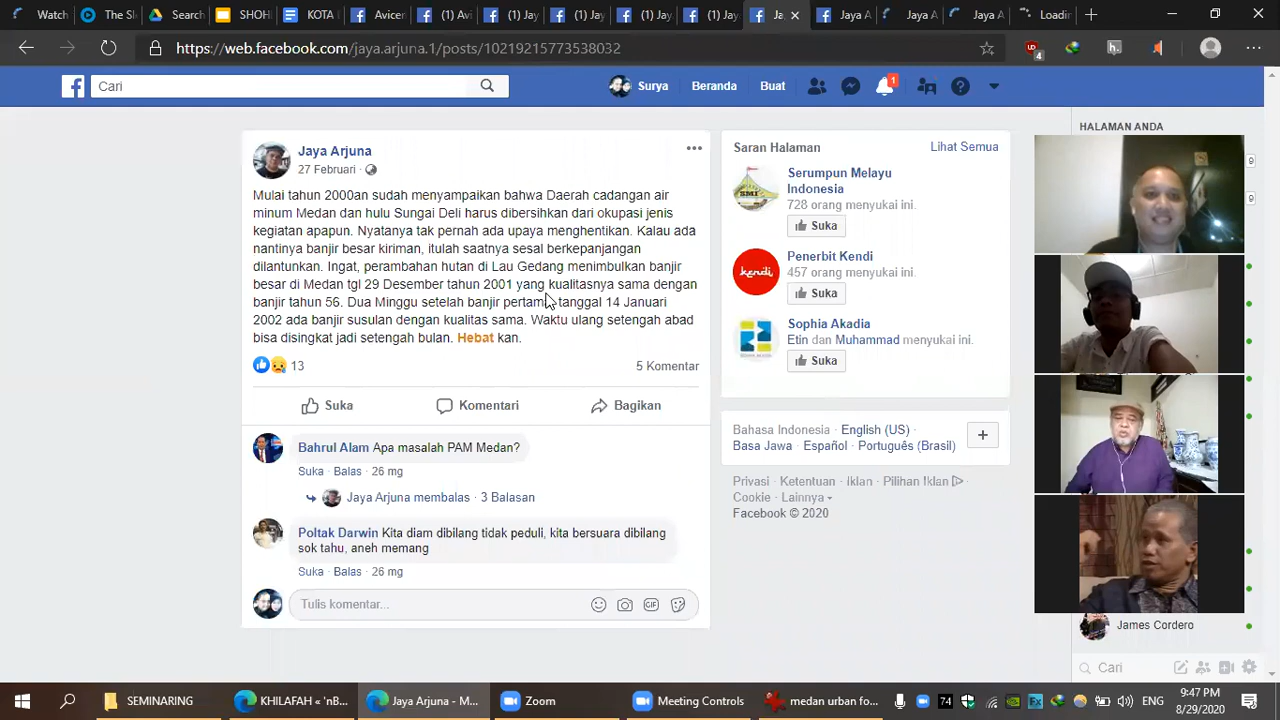 Watch
The Sk
Search
SHOH
KOTA
Avicer
(1) Avi
(1) Jay
(1) Jay
(1) Jay
(1) Jay
Ja
Jaya A
Jaya A
Jaya A
Loadir
https://web.facebook.com/jaya.arjuna.1/posts/10219215773538032
4
h.
Cari
Surya
Beranda
Buat
1
Jaya Arjuna
27 Februari
Mulai tahun 2000an sudah menyampaikan bahwa Daerah cadangan air
minum Medan dan hulu Sungai Deli harus dibersihkan dari okupasi jenis
kegiatan apapun. Nyatanya tak pernah ada upaya menghentikan. Kalau ada
nantinya banjir besar kiriman, itulah saatnya sesal berkepanjangan
dilantunkan. Ingat, perambahan hutan di Lau Gedang menimbulkan banjir
besar di Medan tgl 29 Desember tahun 2001 yang kualitasnya sama dengan
banjir tahun 56. Dua Minggu setelah banjir pertama tanggal 14 Januari
2002 ada banjir susulan dengan kualitas sama. Waktu ulang setengah abad
bisa disingkat jadi setengah bulan. Hebat kan.
13
5 Komentar
Suka
Komentari
Bagikan
Bahrul Alam Apa masalah PAM Medan?
Suka · Balas · 26 mg
Jaya Arjuna membalas · 3 Balasan
Poltak Darwin Kita diam dibilang tidak peduli, kita bersuara dibilang
sok tahu, aneh memang
Suka · Balas · 26 mg
Tulis komentar...
GIF
Saran Halaman
Lihat Semua
SMI
Serumpun Melayu
Indonesia
728 orang menyukai ini.
Suka
kendi
Penerbit Kendi
457 orang menyukai ini.
Suka
Sophia Akadia
Etin dan Muhammad menyukai ini.
Suka
Bahasa Indonesia · English (US) ·
Basa Jawa · Español · Português (Brasil)
Privasi · Ketentuan · Iklan · Pilihan Iklan ·
Cookie · Lainnya
Facebook © 2020
HALAMAN ANDA
9
9
James Cordero
Cari
SEMINARING
KHILAFAH « 'nB...
Jaya Arjuna - M...
Zoom
Meeting Controls
medan urban fo...
74
ENG
9:47 PM
8/29/2020